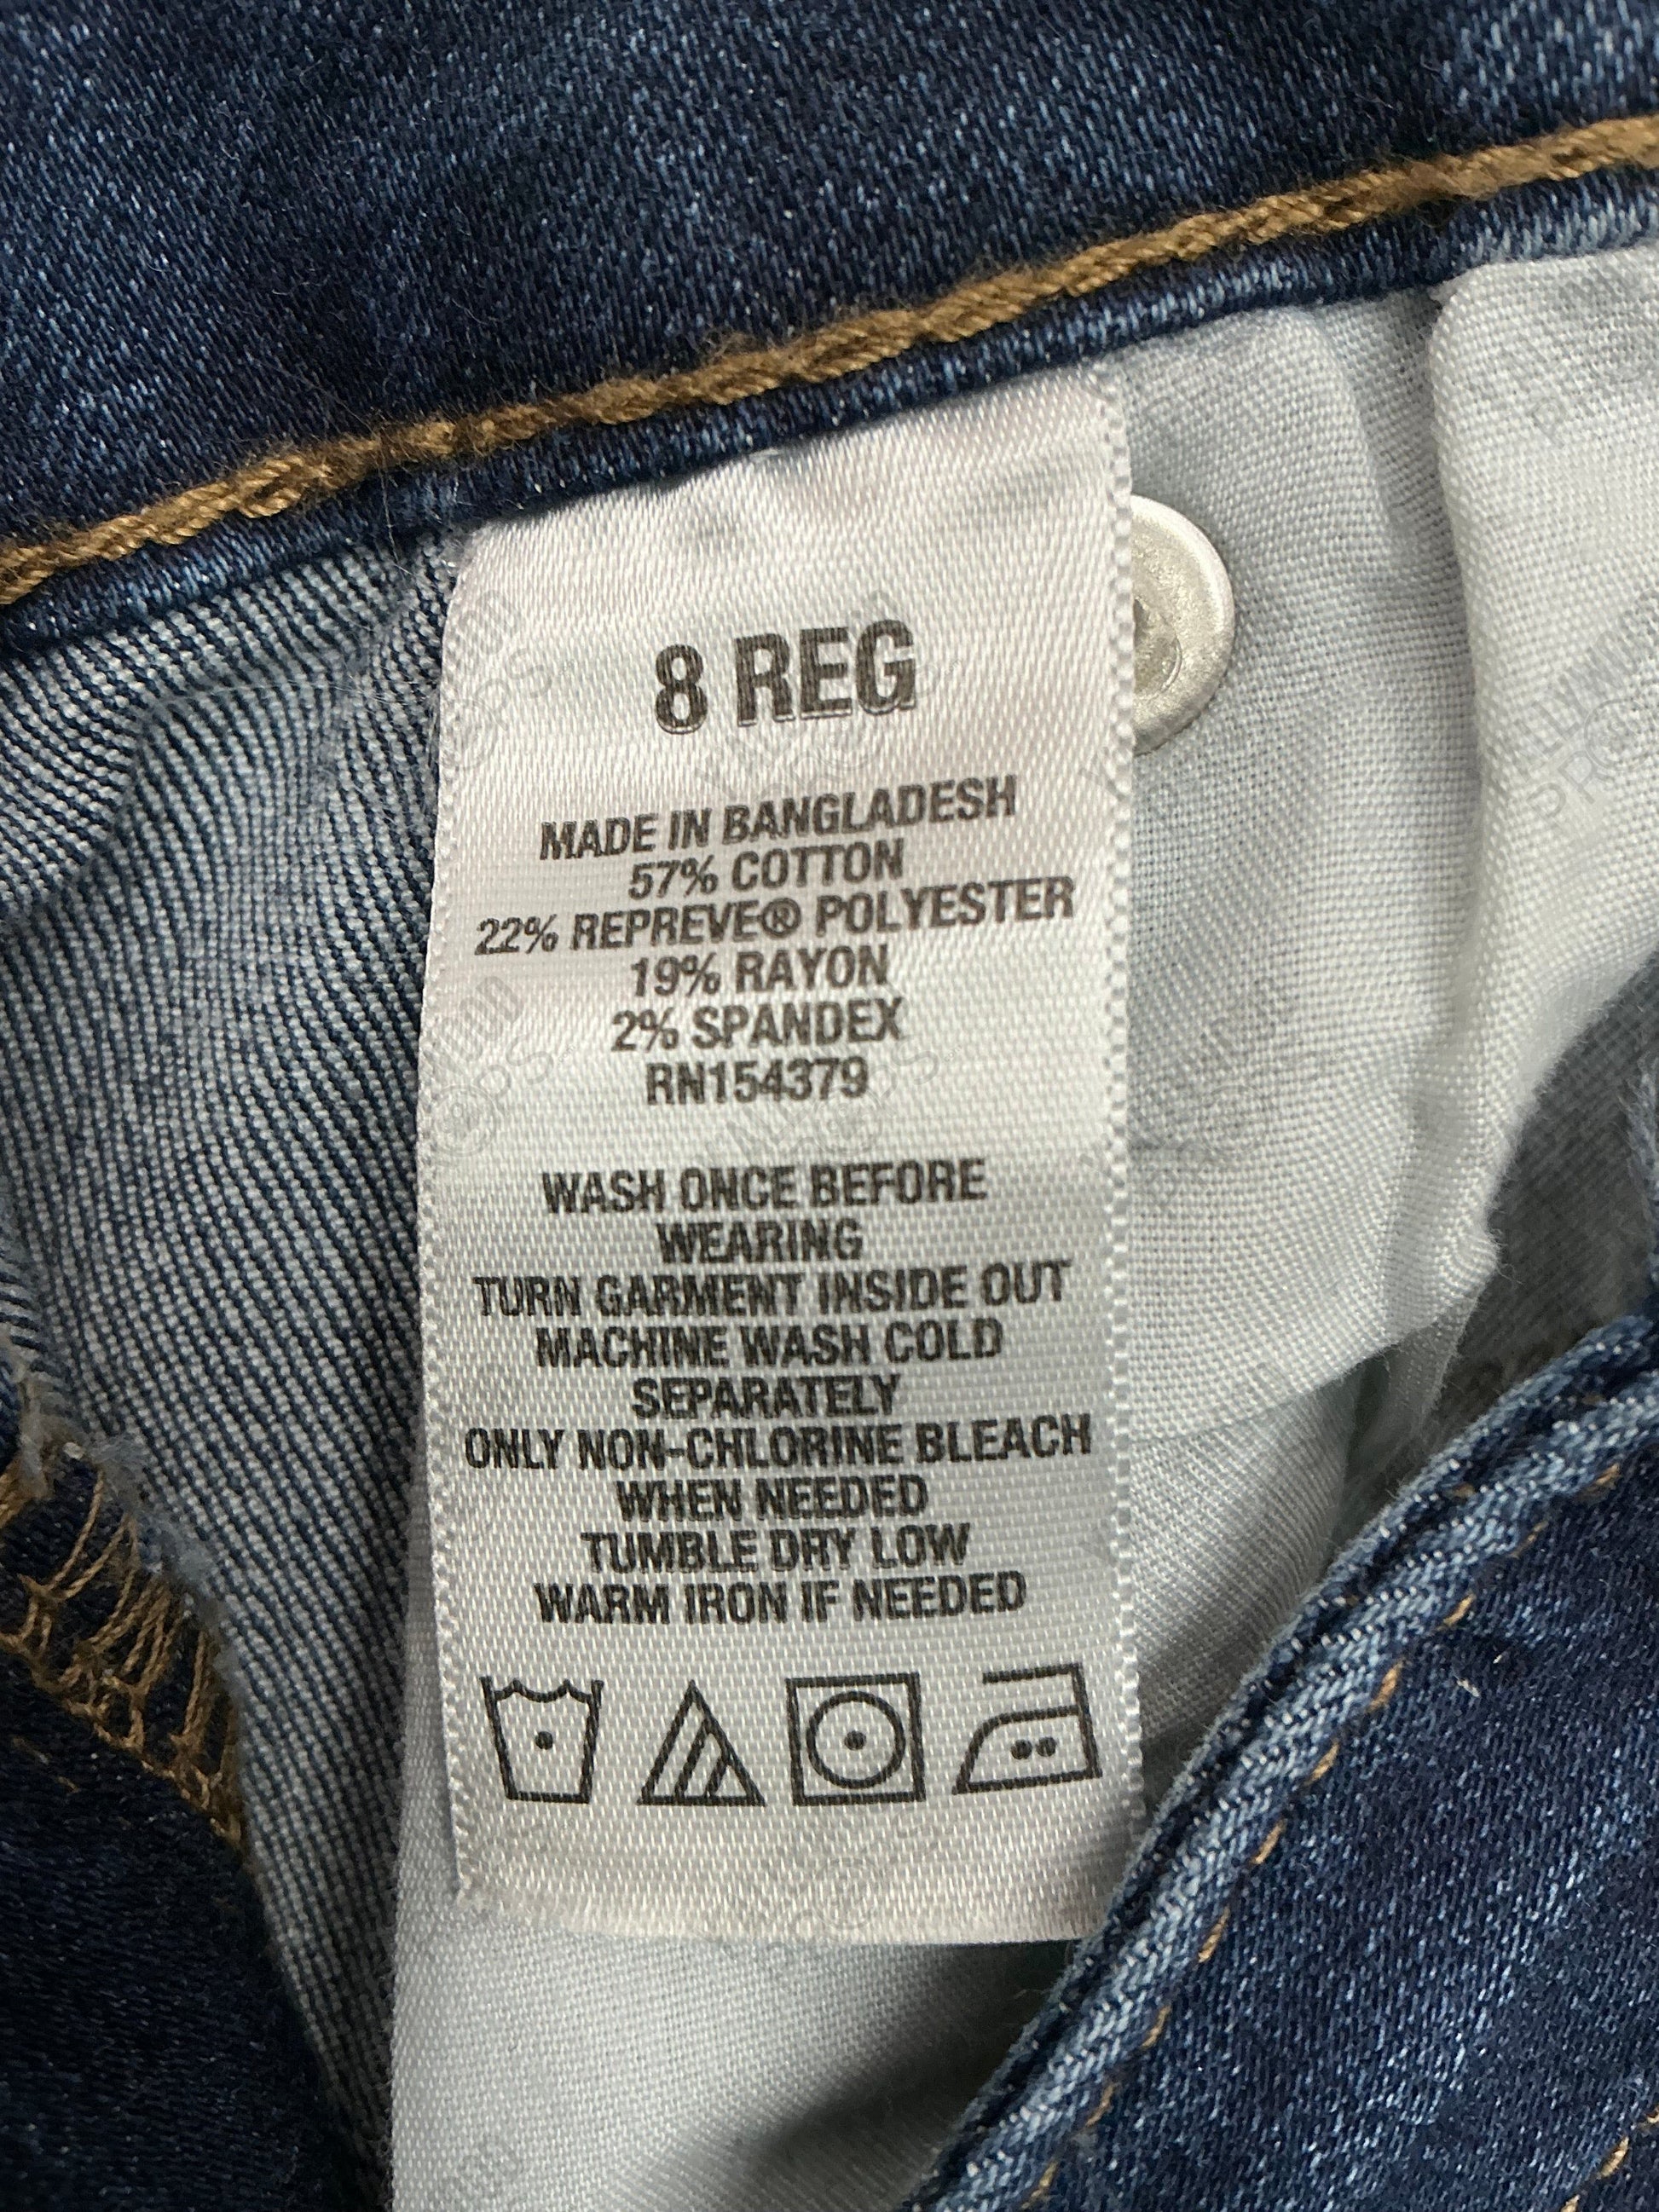 8 REG
MADE IN BANGLADESH
57% COTTON
22% REPREVE® POLYESTER
19% RAYON
2% SPANDEX
RN154379
WASH ONCE BEFORE
WEARING
TURN GARMENT INSIDE OUT
MACHINE WASH COLD
SEPARATELY
ONLY NON-CHLORINE BLEACH
WHEN NEEDED
TUMBLE DRY LOW
WARM IRON IF NEEDED